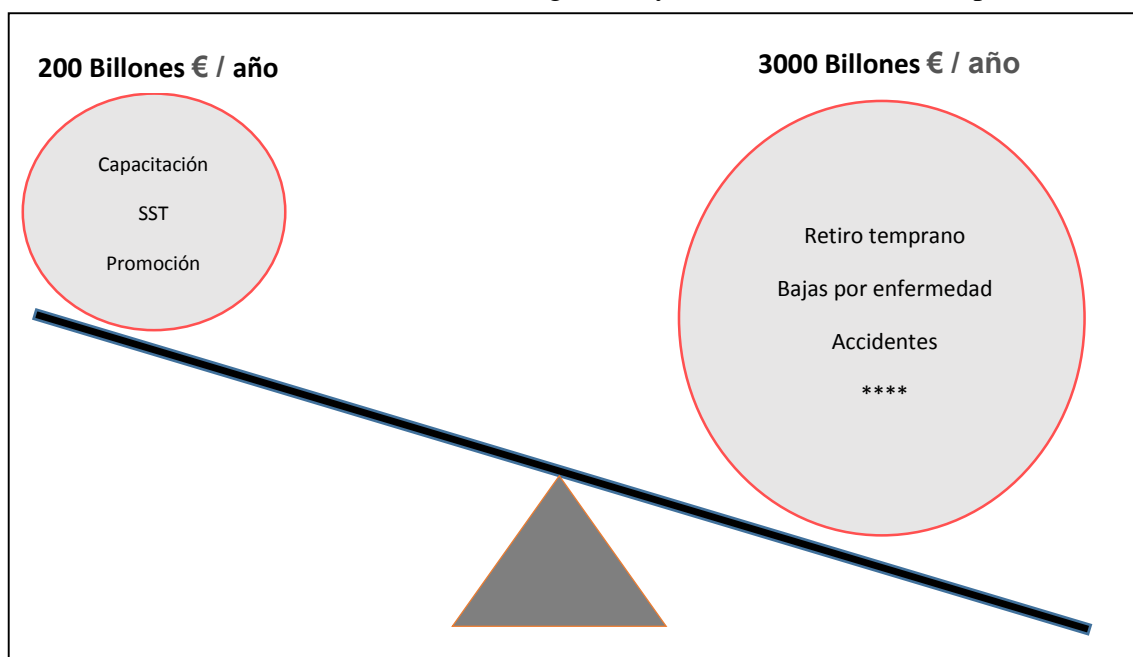 200 Billones € / año
3000 Billones € / año
Capacitación
SST
Promoción
Retiro temprano
Bajas por enfermedad
Accidentes
****